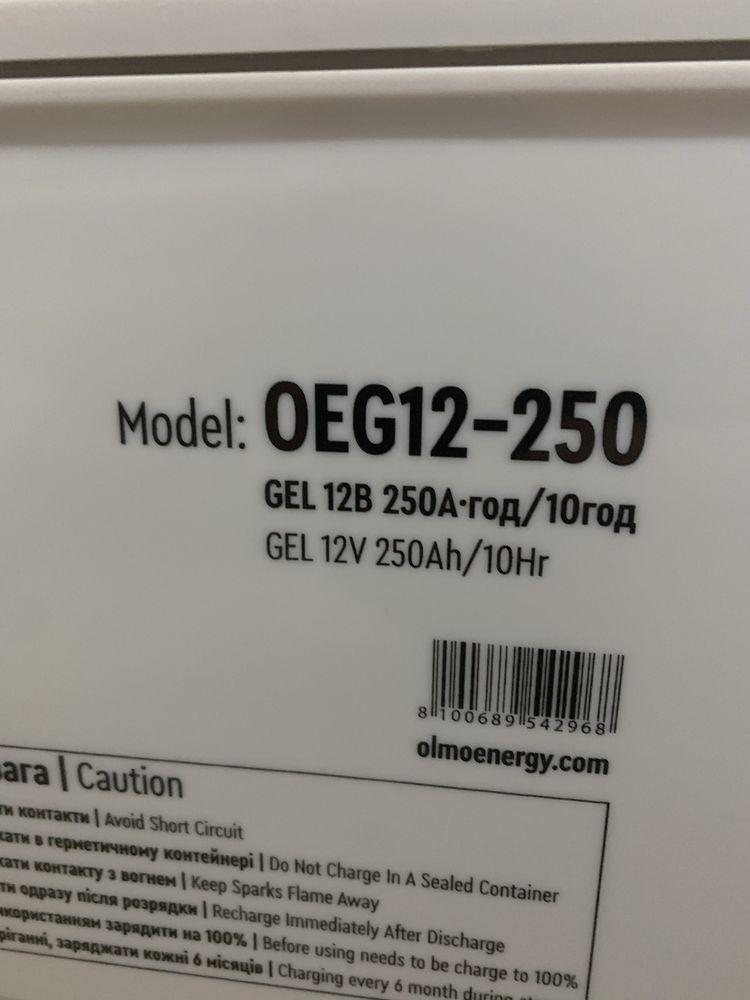 Model: OEG12-250
GEL 12В 250А·год/10год
GEL 12V 250Ah/10Hr
8 100689 542968
olmoenergy.com
| Caution
контакти | Avoid Short Circuit
в герметичному контейнері | Do Not Charge In A Sealed Container
контакту з вогнем | Keep Sparks Flame Away
одразу після розрядки | Recharge Immediately After Discharge
зарядити на 100% | Before using needs to be charge to 100%
заряджати кожні 6 місяців | Charging every 6 month during